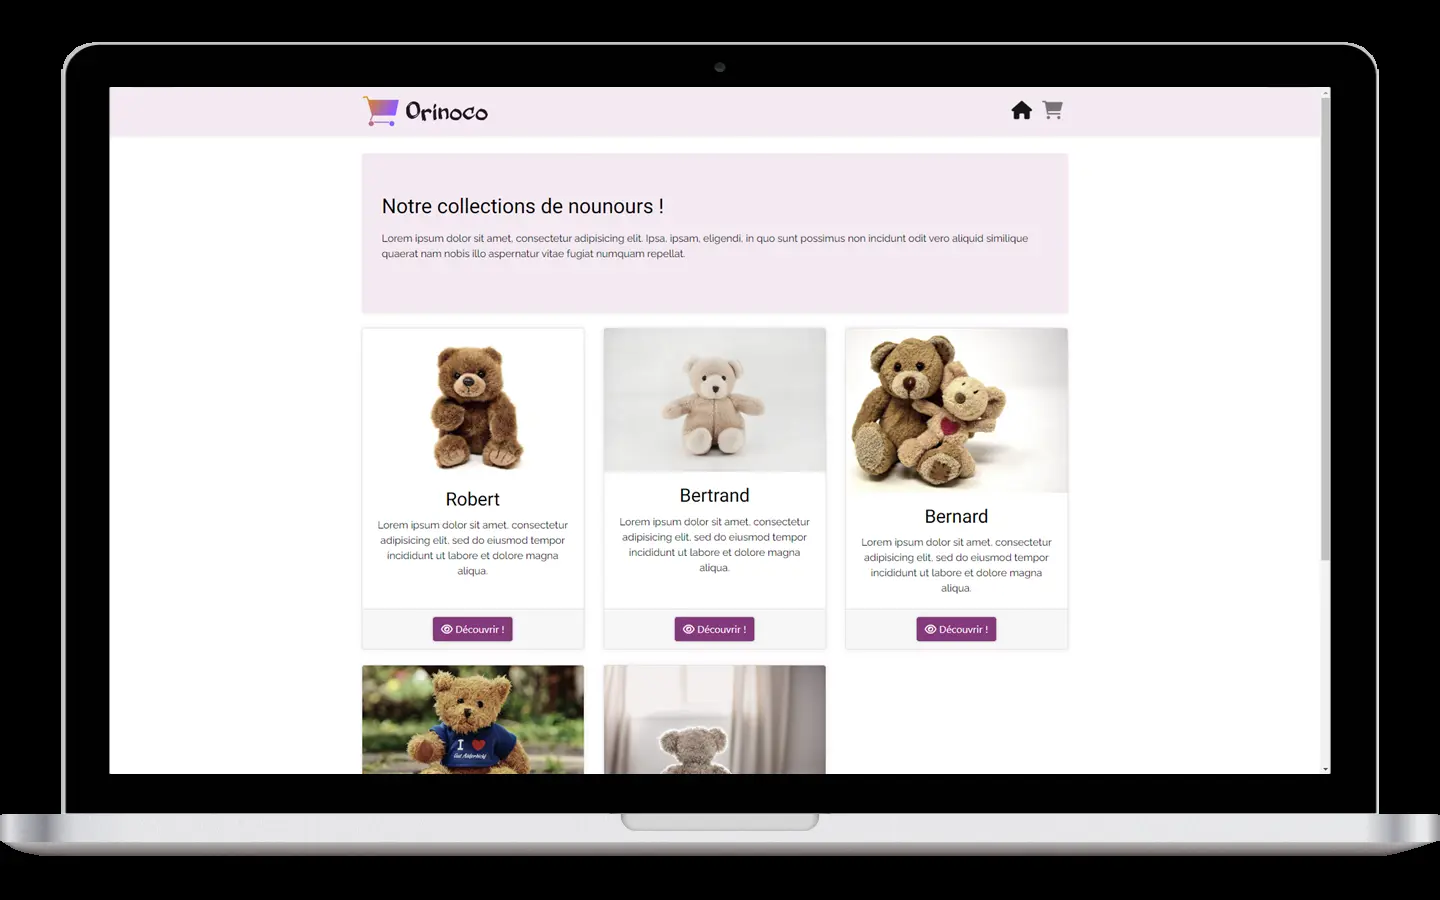 Orinoco
Notre collections de nounours !
Lorem ipsum dolor sit amet, consectetur adipisicing elit. Ipsa, ipsam, eligendi, in quo sunt possimus non incidunt odit vero aliquid similique
quaerat nam nobis illo aspernatur vitae fugiat numquam repellat.
Robert
Lorem ipsum dolor sit amet, consectetur
adipisicing elit, sed do eiusmod tempor
incididunt ut labore et dolore magna
aliqua.
Découvrir !
Bertrand
Lorem ipsum dolor sit amet, consectetur
adipisicing elit, sed do eiusmod tempor
incididunt ut labore et dolore magna
aliqua.
Découvrir !
Bernard
Lorem ipsum dolor sit amet, consectetur
adipisicing elit, sed do eiusmod tempor
incididunt ut labore et dolore magna
aliqua.
Découvrir !
I